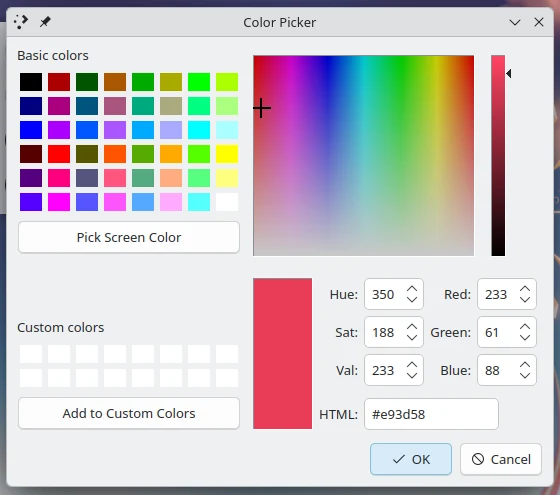 Color Picker
Basic colors
Pick Screen Color
Custom colors
Add to Custom Colors
Hue: 350 Red: 233
Sat: 188 Green: 61
Val: 233 Blue: 88
HTML: #e93d58
OK Cancel